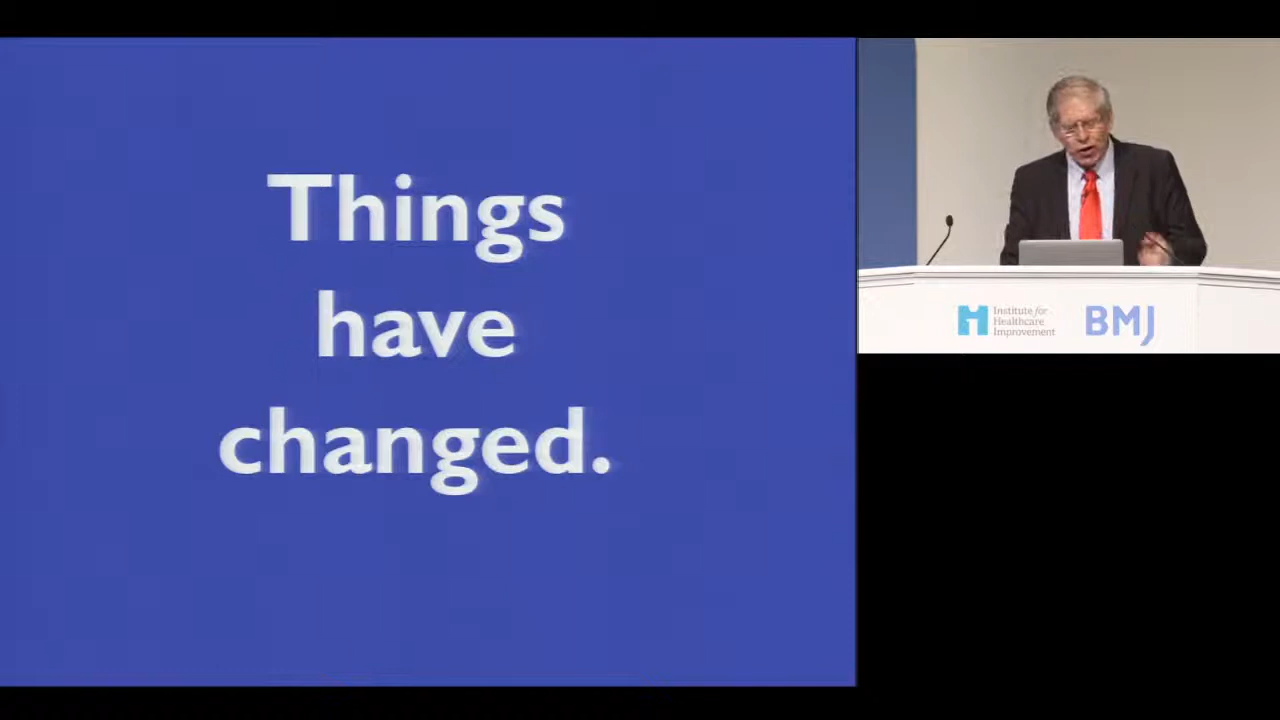 Things
have
changed.
Institute for
Healthcare
Improvement
BMJ